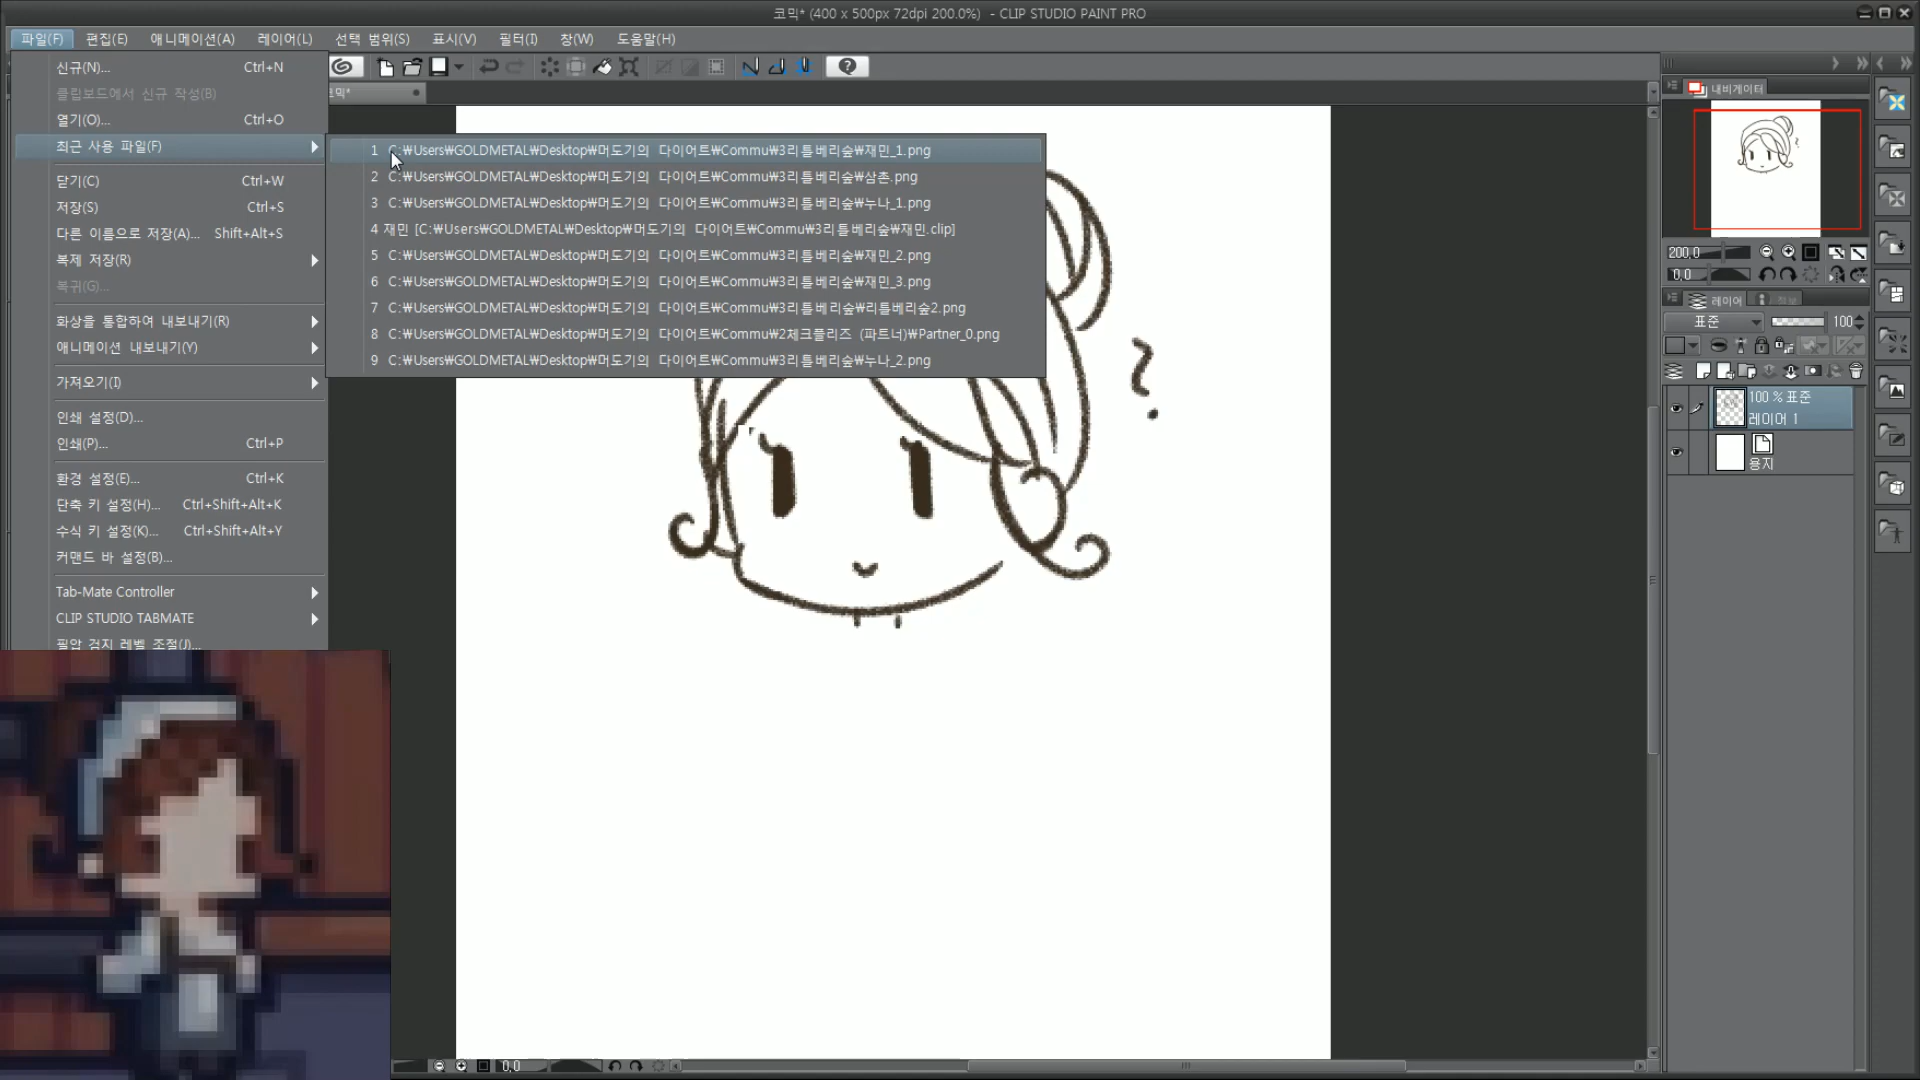 코믹* (400 x 500px 72dpi 200.0%) - CLIP STUDIO PAINT PRO
파일(F) 편집(E) 애니메이션(A) 레이어(L) 선택 범위(S) 표시(V) 필터(I) 창(W) 도움말(H)
신규(N)... Ctrl+N
클립보드에서 신규 작성(B)
열기(O)... Ctrl+O
최근 사용 파일(F)
닫기(C) Ctrl+W
저장(S) Ctrl+S
다른 이름으로 저장(A)... Shift+Alt+S
복제 저장(R)
복귀(G)...
화상을 통합하여 내보내기(R)
애니메이션 내보내기(Y)
가져오기(I)
인쇄 설정(D)...
인쇄(P)... Ctrl+P
환경 설정(E)... Ctrl+K
단축 키 설정(H)... Ctrl+Shift+Alt+K
수식 키 설정(K)... Ctrl+Shift+Alt+Y
커맨드 바 설정(B)...
Tab-Mate Controller
CLIP STUDIO TABMATE
필압 검지 레벨 조절(J)...
1 C:₩Users₩GOLDMETAL₩Desktop₩머도기의 다이어트₩Commu₩3리틀베리숲₩재민_1.png
2 C:₩Users₩GOLDMETAL₩Desktop₩머도기의 다이어트₩Commu₩3리틀베리숲₩삼촌.png
3 C:₩Users₩GOLDMETAL₩Desktop₩머도기의 다이어트₩Commu₩3리틀베리숲₩누나_1.png
4 재민 [C:₩Users₩GOLDMETAL₩Desktop₩머도기의 다이어트₩Commu₩3리틀베리숲₩재민.clip]
5 C:₩Users₩GOLDMETAL₩Desktop₩머도기의 다이어트₩Commu₩3리틀베리숲₩재민_2.png
6 C:₩Users₩GOLDMETAL₩Desktop₩머도기의 다이어트₩Commu₩3리틀베리숲₩재민_3.png
7 C:₩Users₩GOLDMETAL₩Desktop₩머도기의 다이어트₩Commu₩3리틀베리숲₩리틀베리숲2.png
8 C:₩Users₩GOLDMETAL₩Desktop₩머도기의 다이어트₩Commu₩2체크플리즈 (파트너)₩Partner_0.png
9 C:₩Users₩GOLDMETAL₩Desktop₩머도기의 다이어트₩Commu₩3리틀베리숲₩누나_2.png
?
내비게이터
200.0
0.0
레이어 정보
표준 100
100 % 표준
레이어 1
용지
0.0